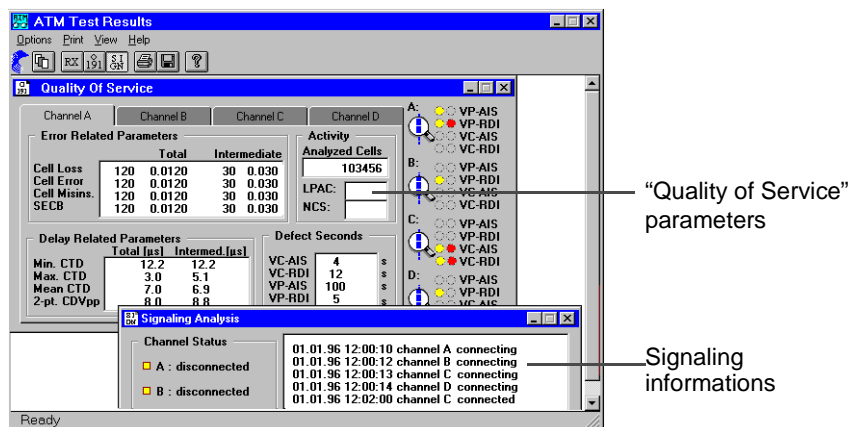 ATM Test Results
Options Print View Help
RX O 191 SI GN ?
O 191 Quality Of Service
Channel A Channel B Channel C Channel D
Error Related Parameters
Total Intermediate
Cell Loss 120 0.0120 30 0.030
Cell Error 120 0.0120 30 0.030
Cell Misins. 120 0.0120 30 0.030
SECB 120 0.0120 30 0.030
Activity
Analyzed Cells
103456
LPAC:
NCS:
A:
VP-AIS
VP-RDI
VC-AIS
VC-RDI
B:
VP-AIS
VP-RDI
VC-AIS
VC-RDI
C:
VP-AIS
VP-RDI
VC-AIS
VC-RDI
D:
VP-AIS
VP-RDI
VC-AIS
Delay Related Parameters
Total [µs] Intermed.[µs]
Min. CTD 12.2 12.2
Max. CTD 3.0 5.1
Mean CTD 7.0 6.9
2-pt. CDVpp 8.0 8.8
Defect Seconds
VC-AIS 4 s
VC-RDI 12 s
VP-AIS 100 s
VP-RDI 5 s
SI GN Signaling Analysis
Channel Status
A : disconnected
B : disconnected
01.01.96 12:00:10 channel A connecting
01.01.96 12:00:12 channel B connecting
01.01.96 12:00:13 channel C connecting
01.01.96 12:00:14 channel D connecting
01.01.96 12:02:00 channel C connected
Ready
“Quality of Service”
parameters
Signaling
informations